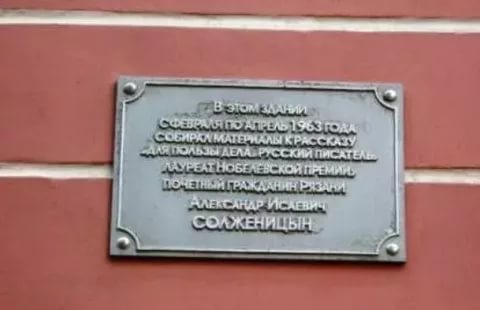 В этом здании
с февраля по апрель 1963 года
собирал материалы к рассказу
„Для пользы дела„ русский писатель,
лауреат Нобелевской премии,
почетный гражданин Рязани
Александр Исаевич
СОЛЖЕНИЦЫН